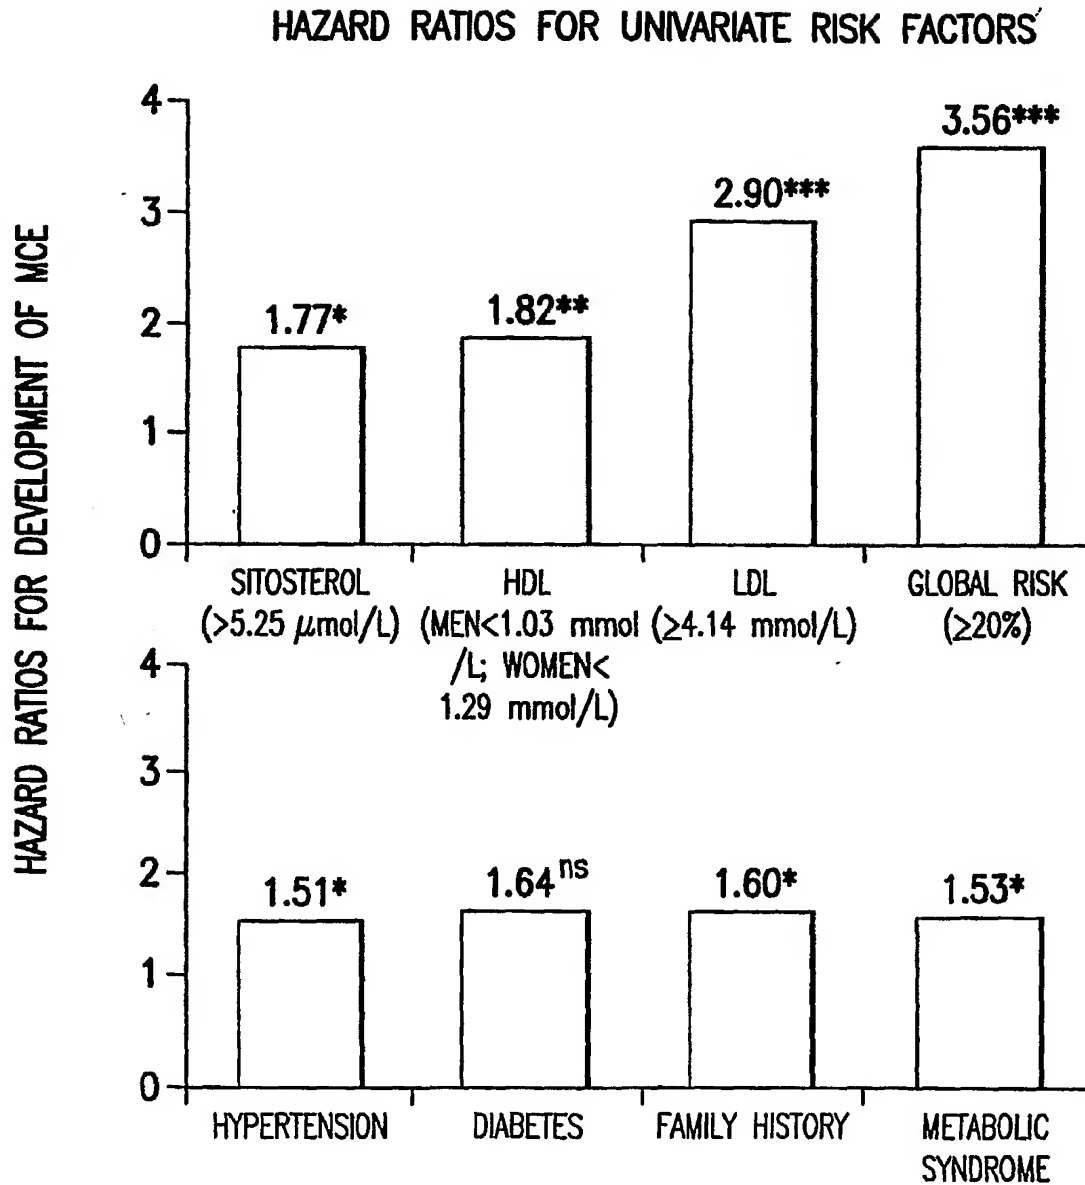 HAZARD RATIOS FOR UNIVARIATE RISK FACTORS
HAZARD RATIOS FOR DEVELOPMENT OF MCE
4
3
2
1
0
1.77*
1.82**
2.90***
3.56***
SITOSTEROL
(>5.25 μmol/L)
HDL
(MEN<1.03 mmol
/L; WOMEN<
1.29 mmol/L)
LDL
(≥4.14 mmol/L)
GLOBAL RISK
(≥20%)
4
3
2
1
0
1.51*
1.64ns
1.60*
1.53*
HYPERTENSION
DIABETES
FAMILY HISTORY
METABOLIC
SYNDROME